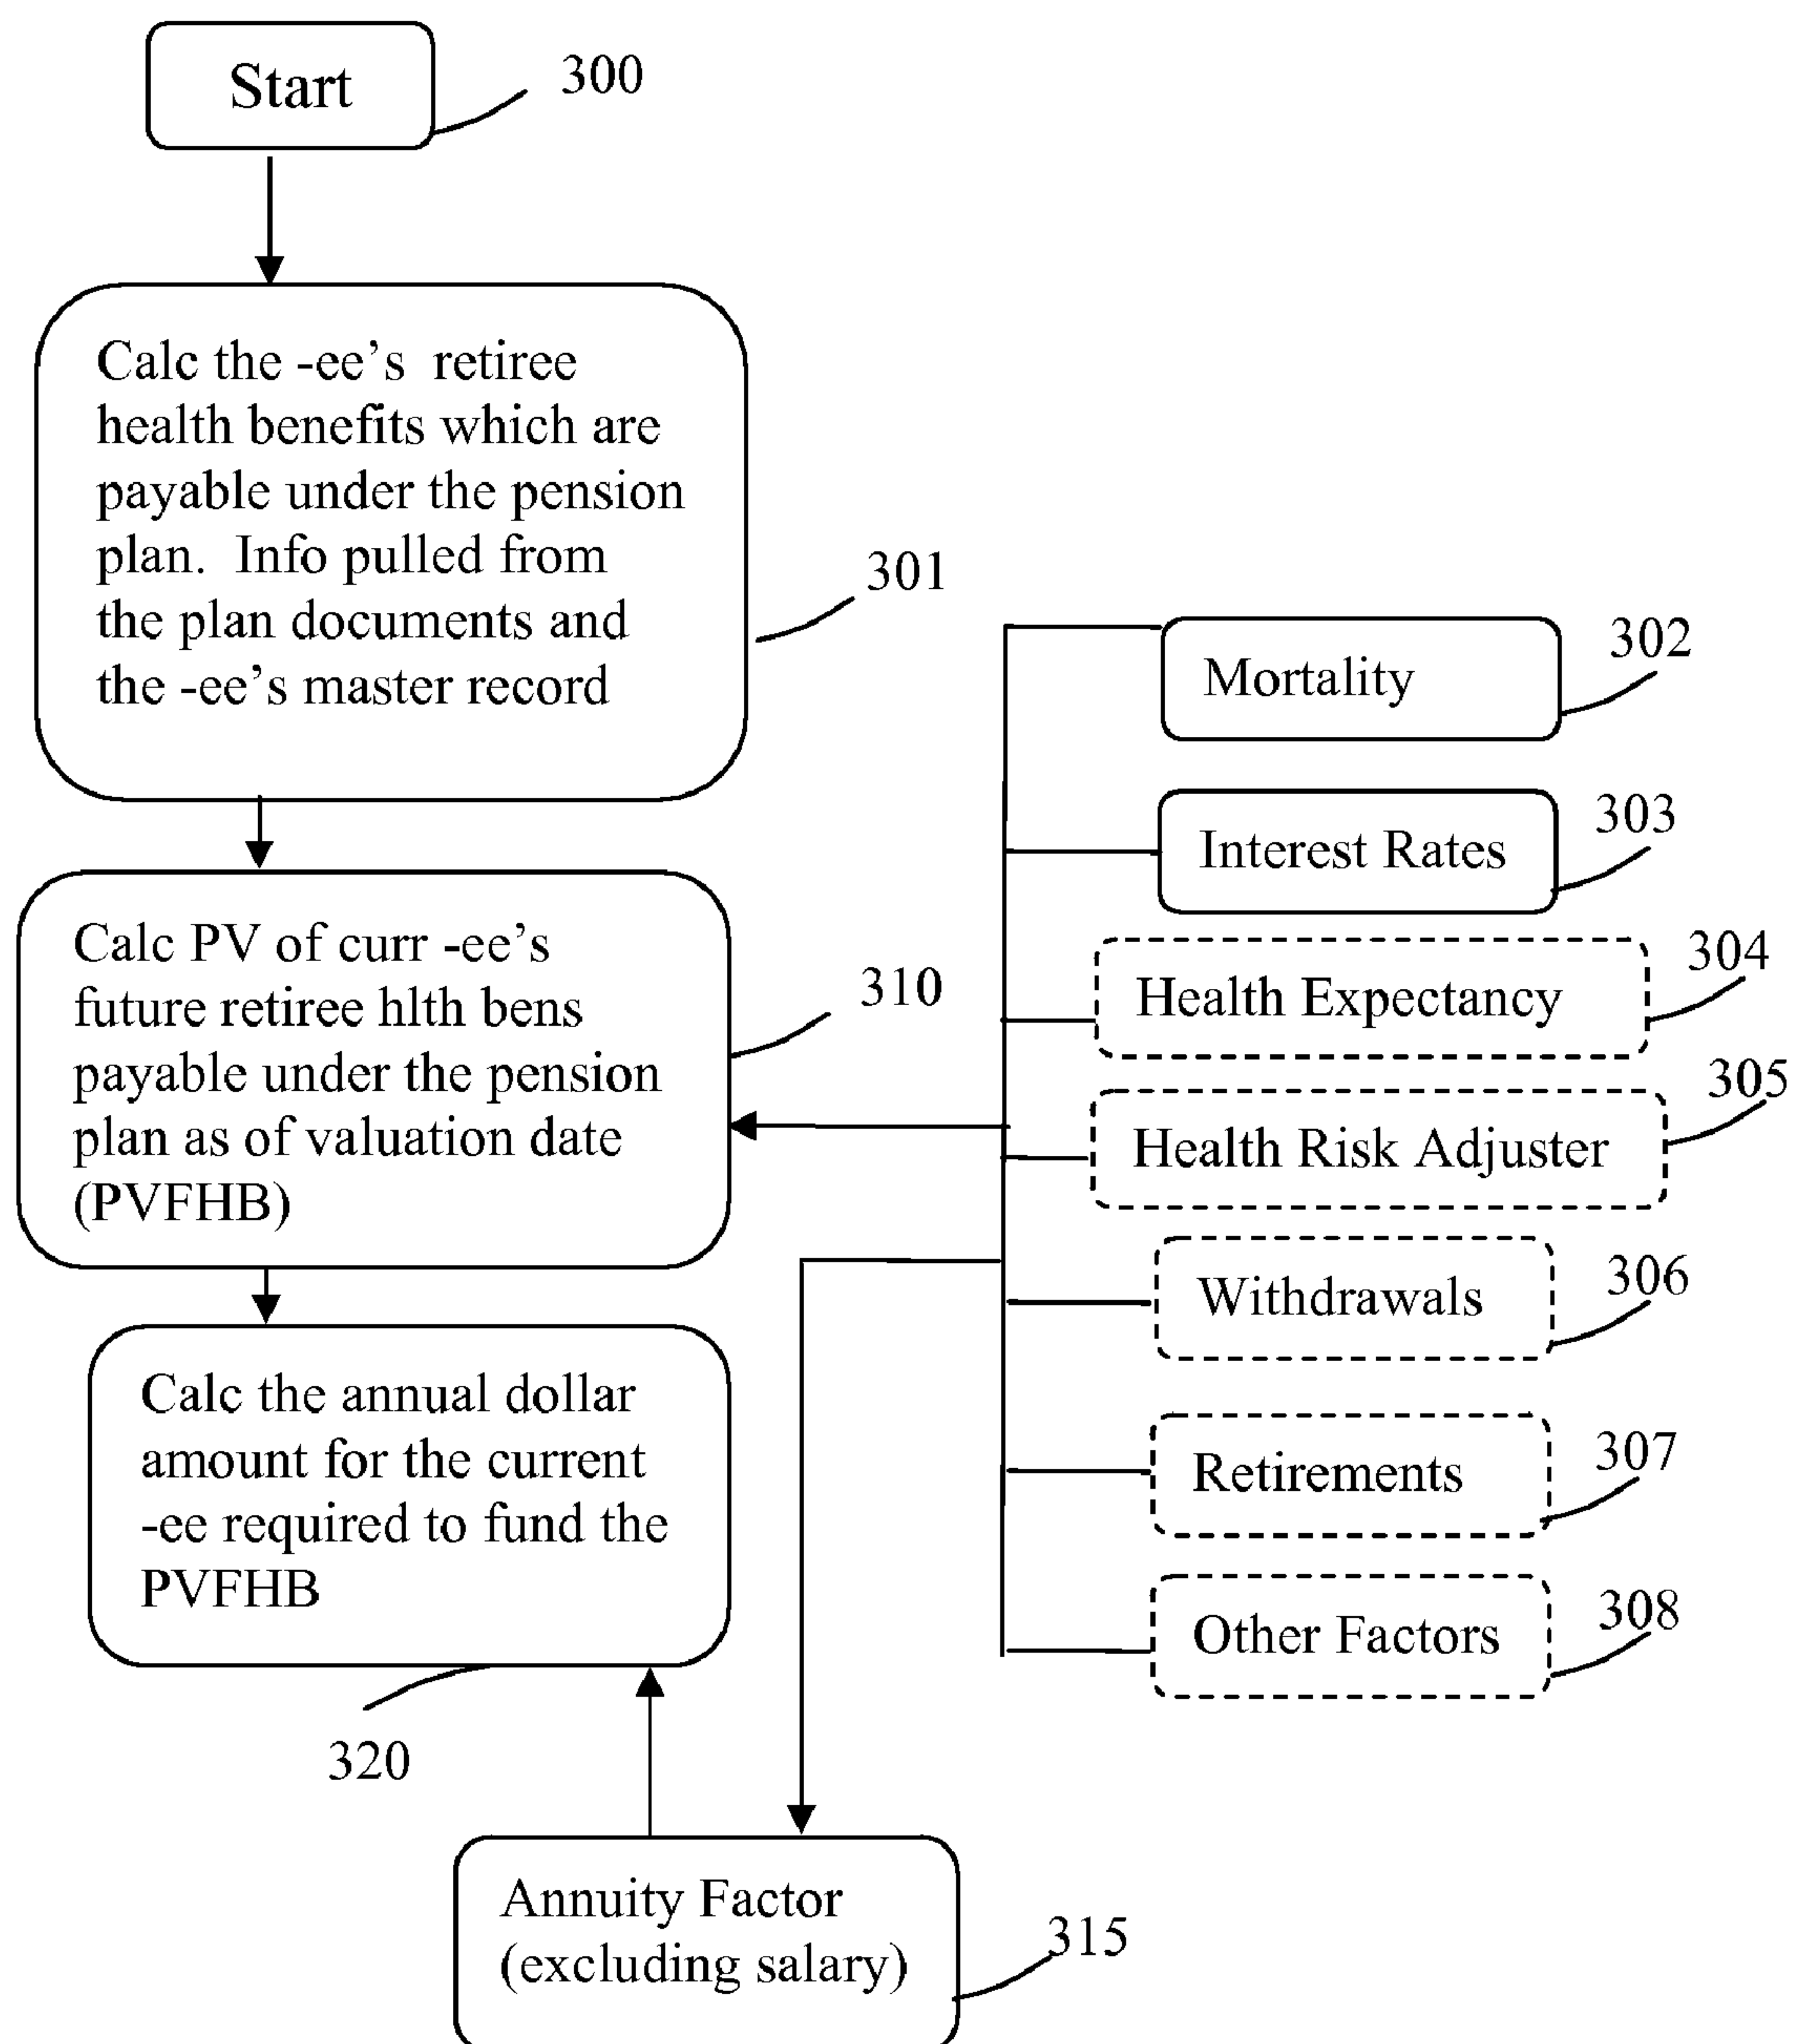 Start
300
Calc the -ee's retiree
health benefits which are
payable under the pension
plan. Info pulled from
the plan documents and
the -ee's master record
301
Mortality
302
Interest Rates
303
Calc PV of curr -ee's
future retiree hlth bens
payable under the pension
plan as of valuation date
(PVFHB)
310
Health Expectancy
304
Health Risk Adjuster
305
Withdrawals
306
Calc the annual dollar
amount for the current
-ee required to fund the
PVFHB
320
Retirements
307
Other Factors
308
Annuity Factor
(excluding salary)
315